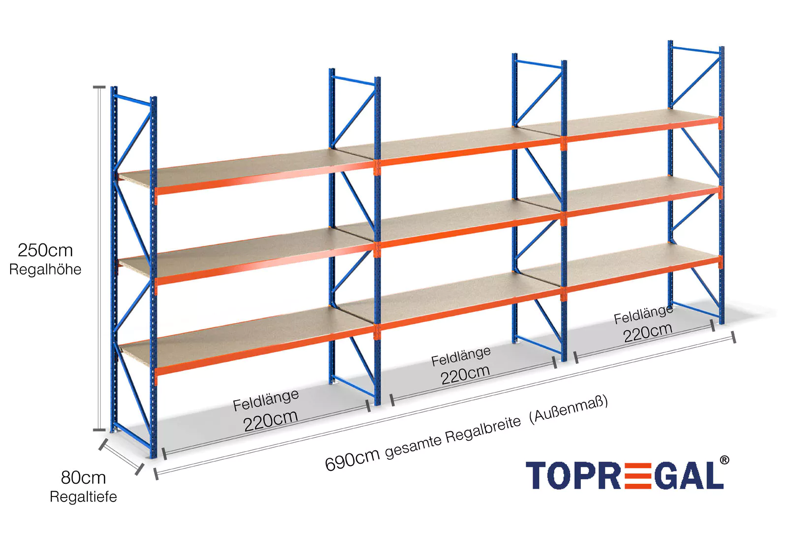 250cm
Regalhöhe
80cm
Regaltiefe
Feldlänge
220cm
Feldlänge
220cm
Feldlänge
220cm
690cm gesamte Regalbreite (Außenmaß)
TOPREGAL®